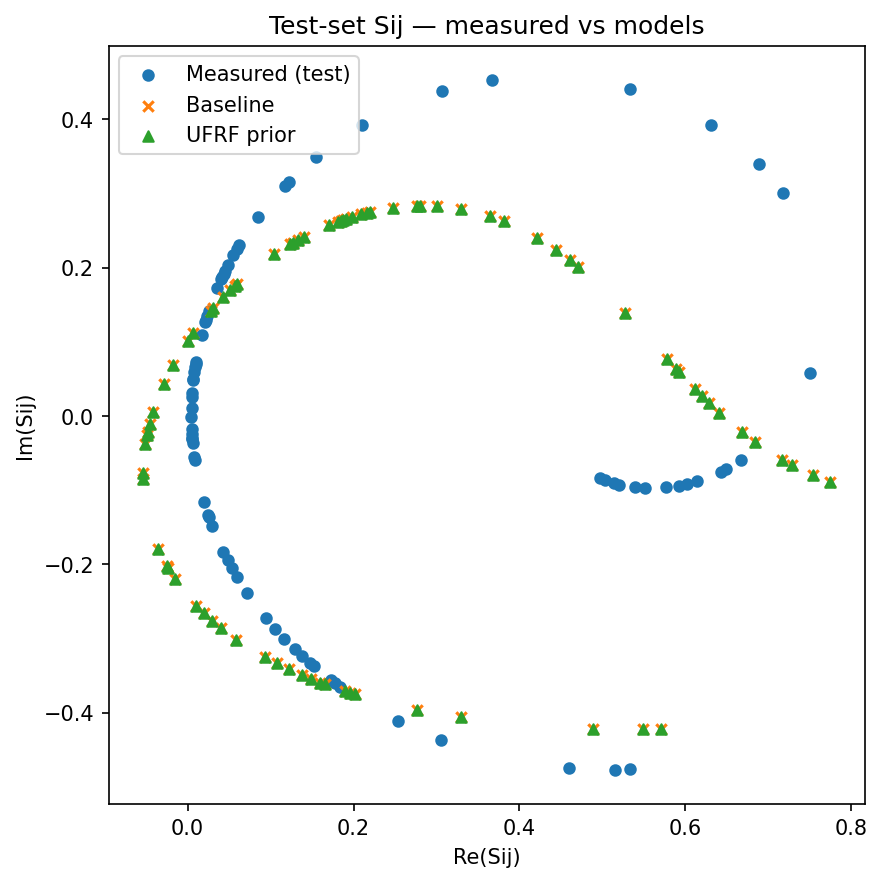 Test-set Sij — measured vs models
Measured (test)
Baseline
UFRF prior
Im(Sij)
0.4
0.2
0.0
−0.2
−0.4
0.0 0.2 0.4 0.6 0.8
Re(Sij)